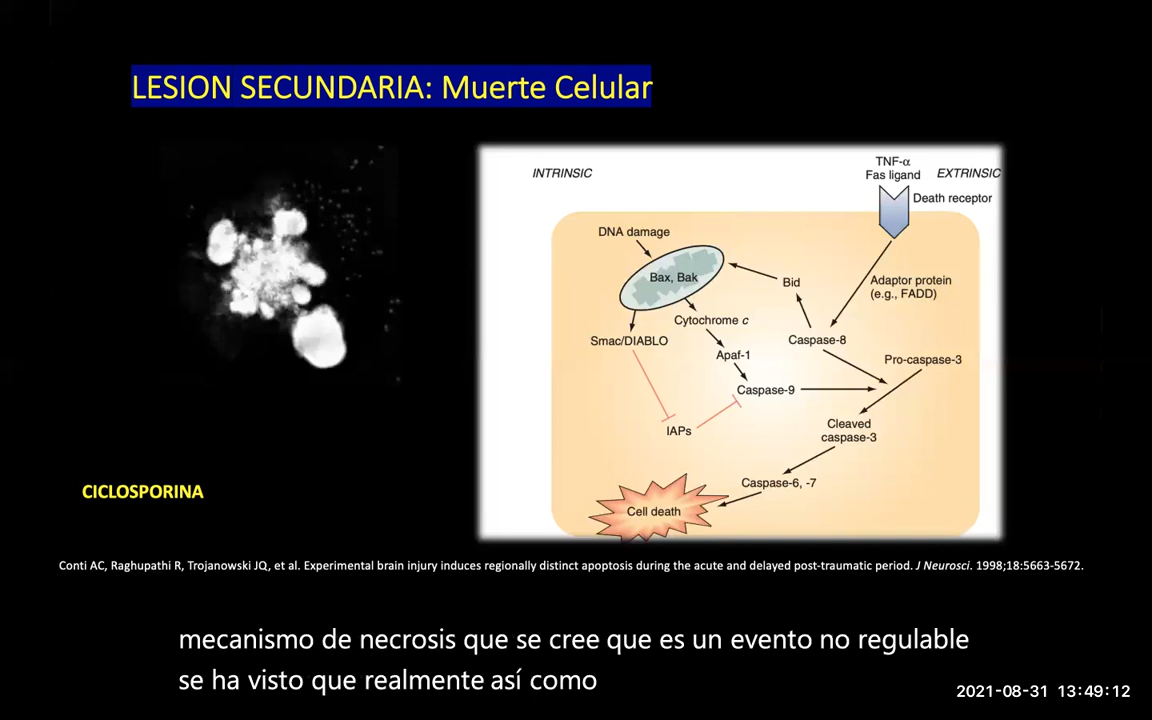 LESION SECUNDARIA: Muerte Celular
INTRINSIC
TNF-α
Fas ligand
EXTRINSIC
Death receptor
DNA damage
Bax, Bak
Bid
Adaptor protein
(e.g., FADD)
Cytochrome c
Smac/DIABLO
Caspase-8
Apaf-1
Pro-caspase-3
Caspase-9
IAPs
Cleaved
caspase-3
Caspase-6, -7
Cell death
CICLOSPORINA
Conti AC, Raghupathi R, Trojanowski JQ, et al. Experimental brain injury induces regionally distinct apoptosis during the acute and delayed post-traumatic period. J Neurosci. 1998;18:5663-5672.
mecanismo de necrosis que se cree que es un evento no regulable
se ha visto que realmente así como
2021-08-31 13:49:12